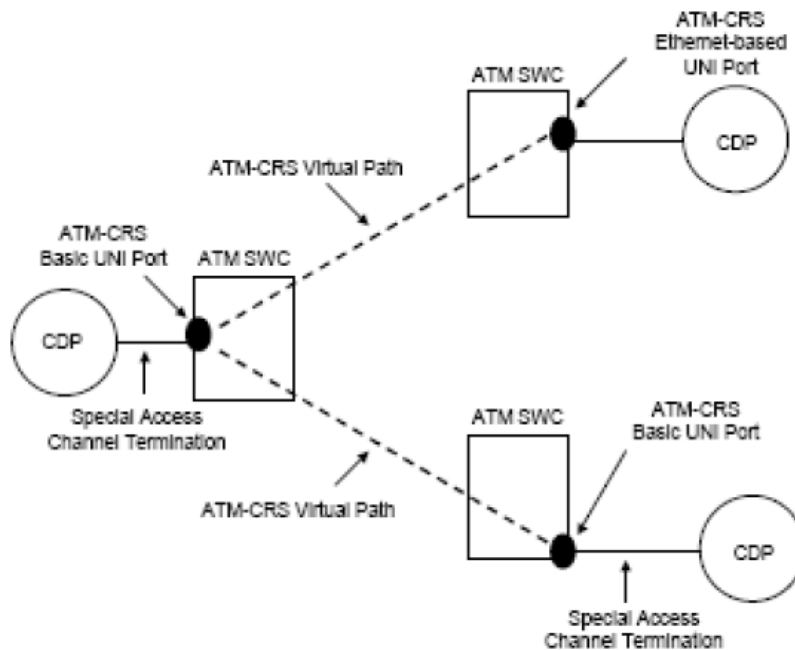 ATM-CRS
Ethernet-based
UNI Port
ATM SWC
CDP
ATM-CRS Virtual Path
ATM-CRS
Basic UNI Port
ATM SWC
CDP
Special Access
Channel Termination
ATM SWC
ATM-CRS
Basic UNI Port
ATM-CRS Virtual Path
CDP
Special Access
Channel Termination